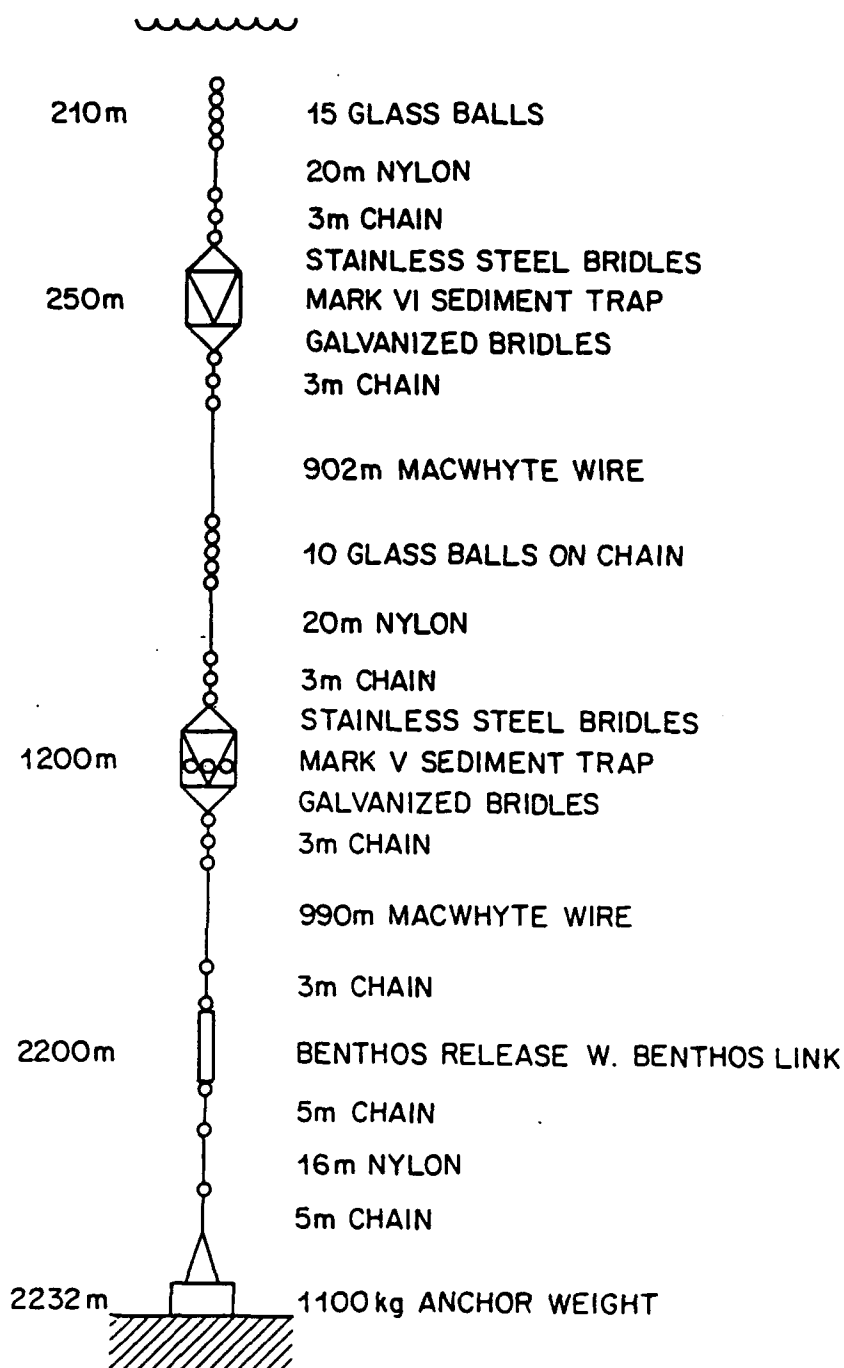 210m 15 GLASS BALLS
20m NYLON
3m CHAIN
STAINLESS STEEL BRIDLES
250m MARK VI SEDIMENT TRAP
GALVANIZED BRIDLES
3m CHAIN
902m MACWHYTE WIRE
10 GLASS BALLS ON CHAIN
20m NYLON
3m CHAIN
STAINLESS STEEL BRIDLES
1200m MARK V SEDIMENT TRAP
GALVANIZED BRIDLES
3m CHAIN
990m MACWHYTE WIRE
3m CHAIN
2200m BENTHOS RELEASE W. BENTHOS LINK
5m CHAIN
16m NYLON
5m CHAIN
2232m 1100kg ANCHOR WEIGHT